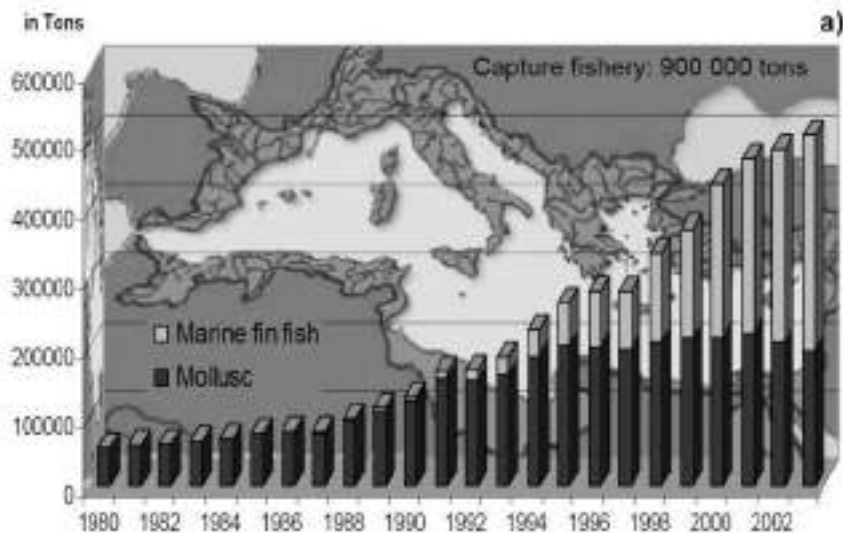 in Tons
a)
Capture fishery: 900 000 tons
600000
500000
400000
300000
200000
100000
0
Marine fin fish
Mollusc
1980 1982 1984 1986 1988 1990 1992 1994 1996 1998 2000 2002